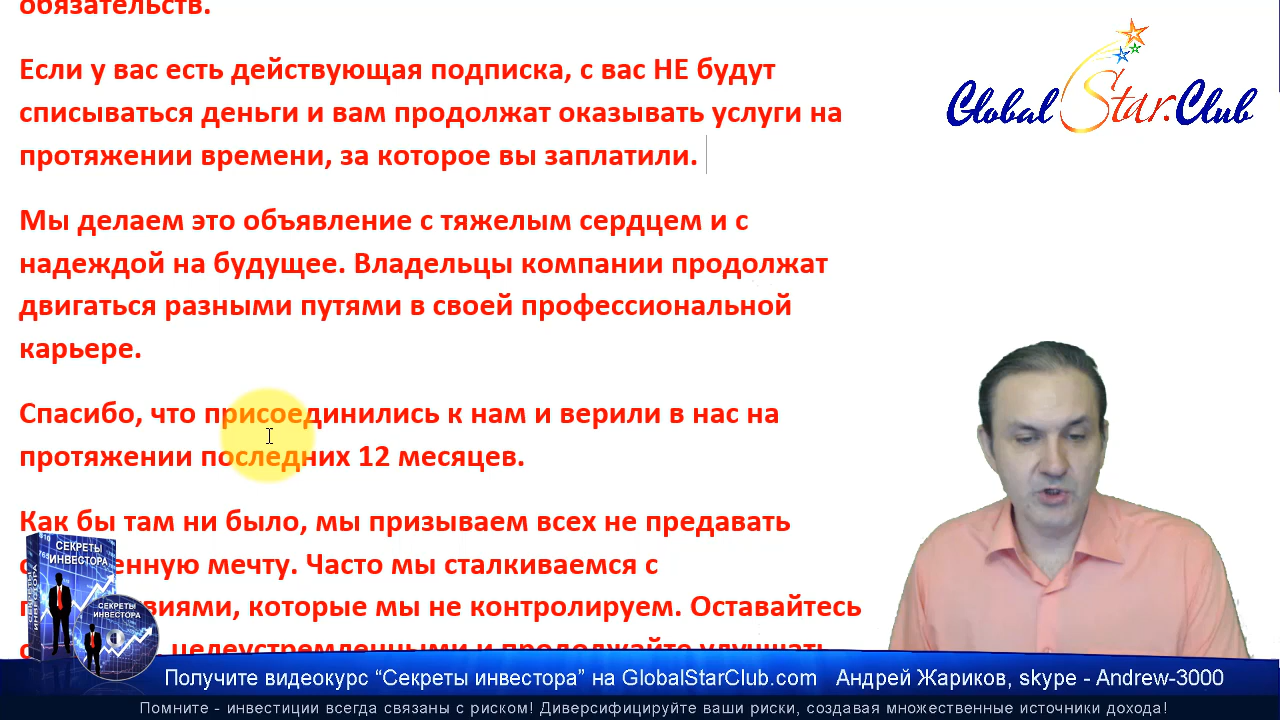 обязательств.
Если у вас есть действующая подписка, с вас НЕ будут
списываться деньги и вам продолжат оказывать услуги на
протяжении времени, за которое вы заплатили.
Мы делаем это объявление с тяжелым сердцем и с
надеждой на будущее. Владельцы компании продолжат
двигаться разными путями в своей профессиональной
карьере.
Спасибо, что присоединились к нам и верили в нас на
протяжении последних 12 месяцев.
Как бы там ни было, мы призываем всех не предавать
мечту. Часто мы сталкиваемся с
которые мы не контролируем. Оставайтесь
целеустремленными и продолжайте улучшать
Global Star.Club
СЕКРЕТЫ
ИНВЕСТОРА
СЕКРЕТЫ
ИНВЕСТОРА
Получите видеокурс “Секреты инвестора” на GlobalStarClub.com Андрей Жариков, skype - Andrew-3000
Помните - инвестиции всегда связаны с риском! Диверсифицируйте ваши риски, создавая множественные источники дохода!